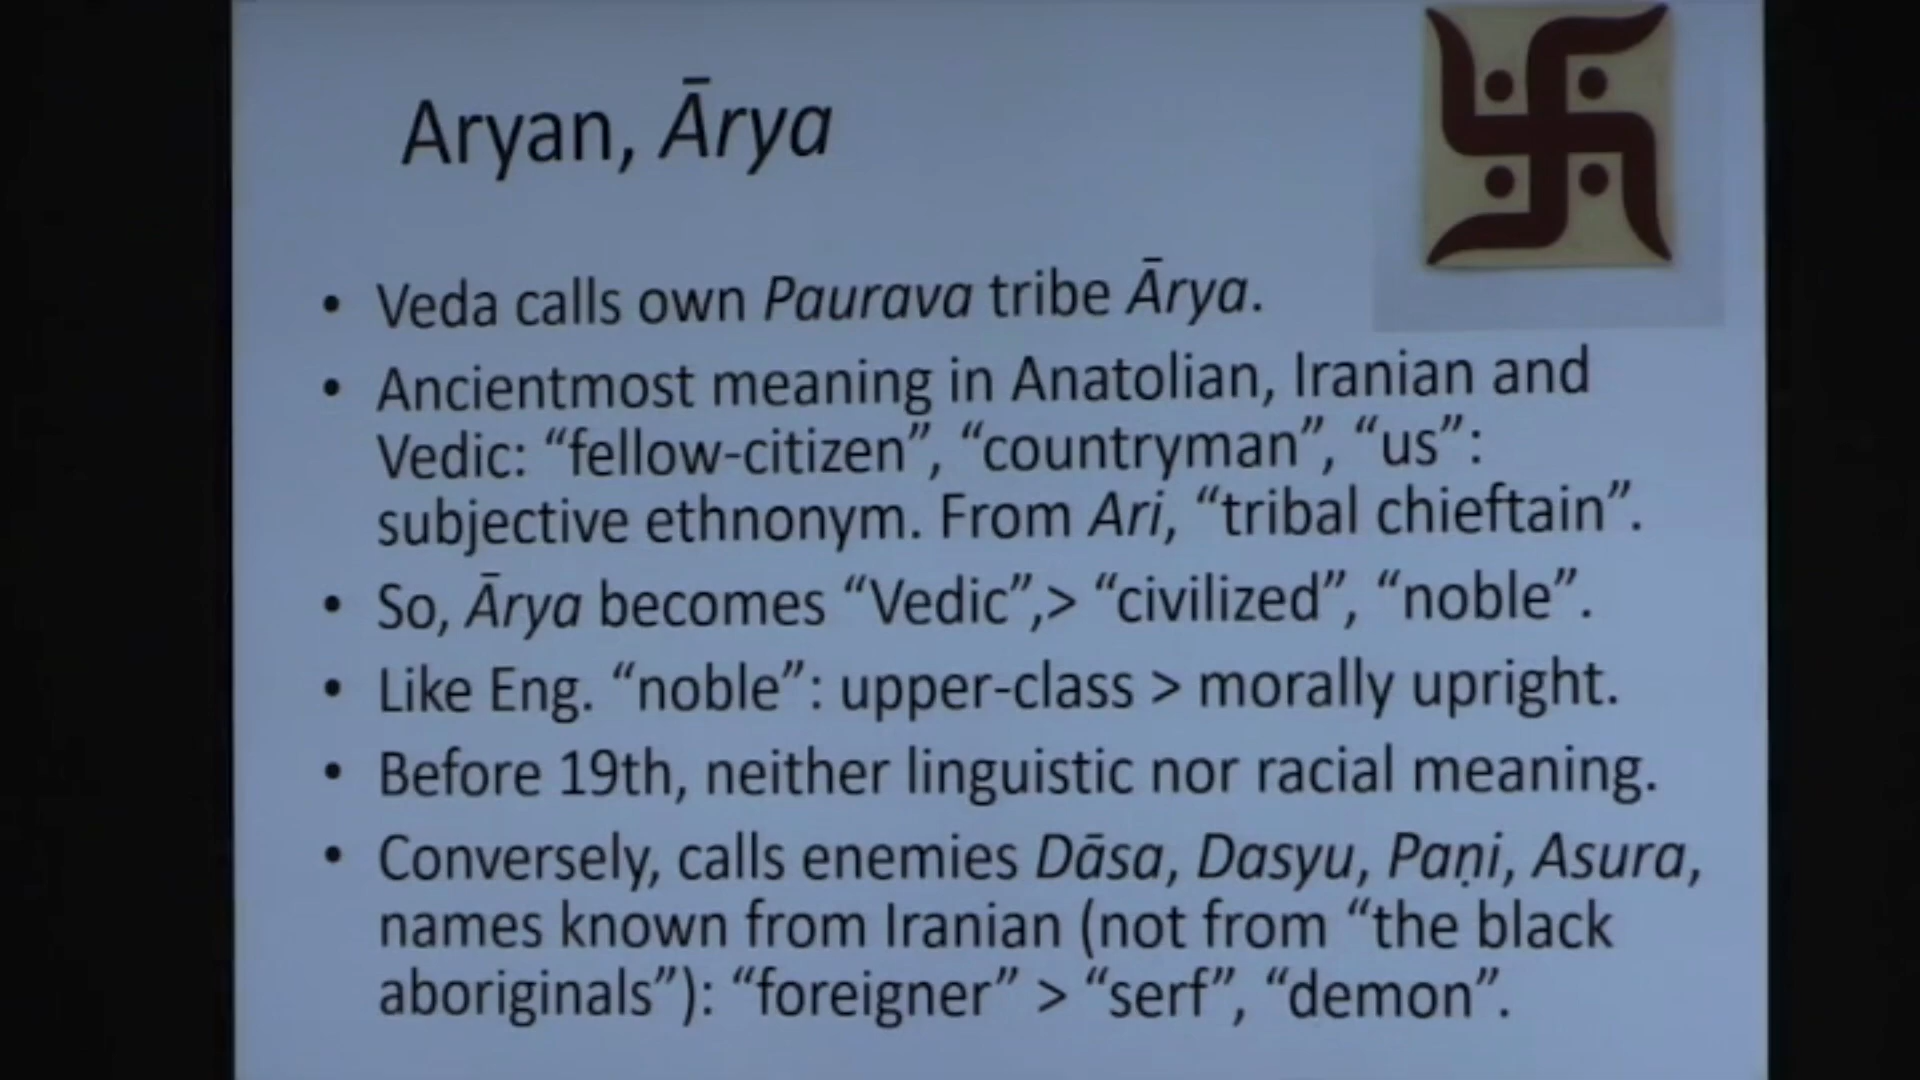 Aryan, Ārya
• Veda calls own Paurava tribe Ārya.
• Ancientmost meaning in Anatolian, Iranian and
Vedic: “fellow-citizen”, “countryman”, “us”:
subjective ethnonym. From Ari, “tribal chieftain”.
• So, Ārya becomes “Vedic”,> “civilized”, “noble”.
• Like Eng. “noble”: upper-class > morally upright.
• Before 19th, neither linguistic nor racial meaning.
• Conversely, calls enemies Dāsa, Dasyu, Paṇi, Asura,
names known from Iranian (not from “the black
aboriginals”): “foreigner” > “serf”, “demon”.